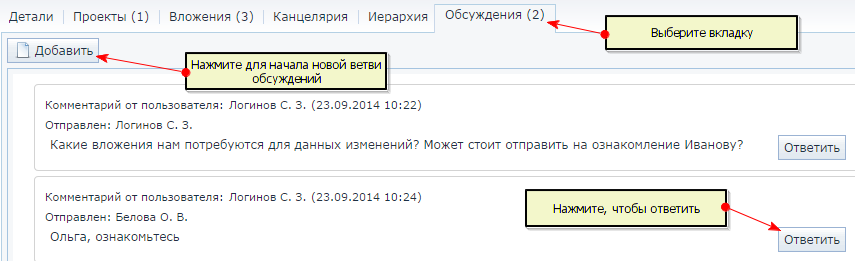 Детали Проекты (1) Вложения (3) Канцелярия Иерархия Обсуждения (2)
Выберите вкладку
Добавить
Нажмите для начала новой ветви
обсуждений
Комментарий от пользователя: Логинов С. З. (23.09.2014 10:22)
Отправлен: Логинов С. З.
Какие вложения нам потребуются для данных изменений? Может стоит отправить на ознакомление Иванову?
Ответить
Комментарий от пользователя: Логинов С. З. (23.09.2014 10:24)
Отправлен: Белова О. В.
Нажмите, чтобы ответить
Ольга, ознакомьтесь
Ответить